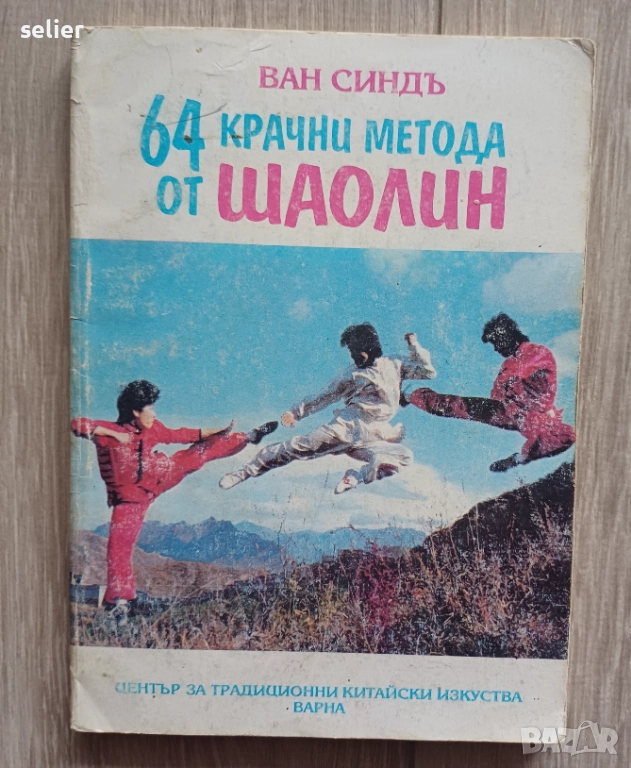 selier
ВАН СИНДЪ
64 КРАЧНИ МЕТОДА
ОТ ШАОЛИН
ЦЕНТЪР ЗА ТРАДИЦИОННИ КИТАЙСКИ ИЗКУСТВА
ВАРНА
BAZAR